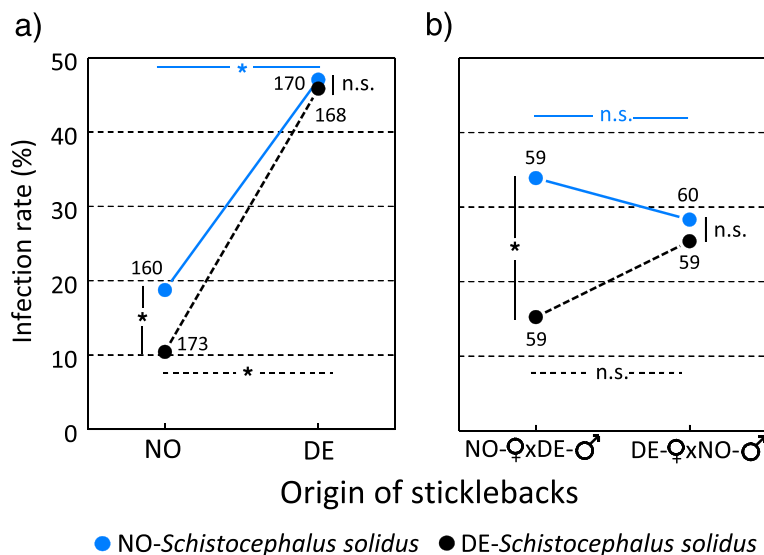 a)
b)
Infection rate (%)
50
40
30
20
10
0
*
170
n.s.
168
160
*
173
*
NO
DE
n.s.
59
60
*
n.s.
59
59
n.s.
NO-♀xDE-♂
DE-♀xNO-♂
Origin of sticklebacks
NO-Schistocephalus solidus
DE-Schistocephalus solidus